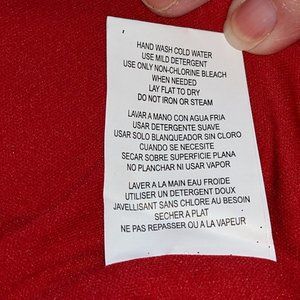 HAND WASH COLD WATER
USE MILD DETERGENT
USE ONLY NON-CHLORINE BLEACH
WHEN NEEDED
LAY FLAT TO DRY
DO NOT IRON OR STEAM
LAVAR A MANO CON AGUA FRIA
USAR DETERGENTE SUAVE
USAR SOLO BLANQUEADOR SIN CLORO
CUANDO SE NECESITE
SECAR SOBRE SUPERFICIE PLANA
NO PLANCHAR NI USAR VAPOR
LAVER A LA MAIN EAU FROIDE
UTILISER UN DETERGENT DOUX
JAVELLISANT SANS CHLORE AU BESOIN
SECHER A PLAT
NE PAS REPASSER OU A LA VAPEUR